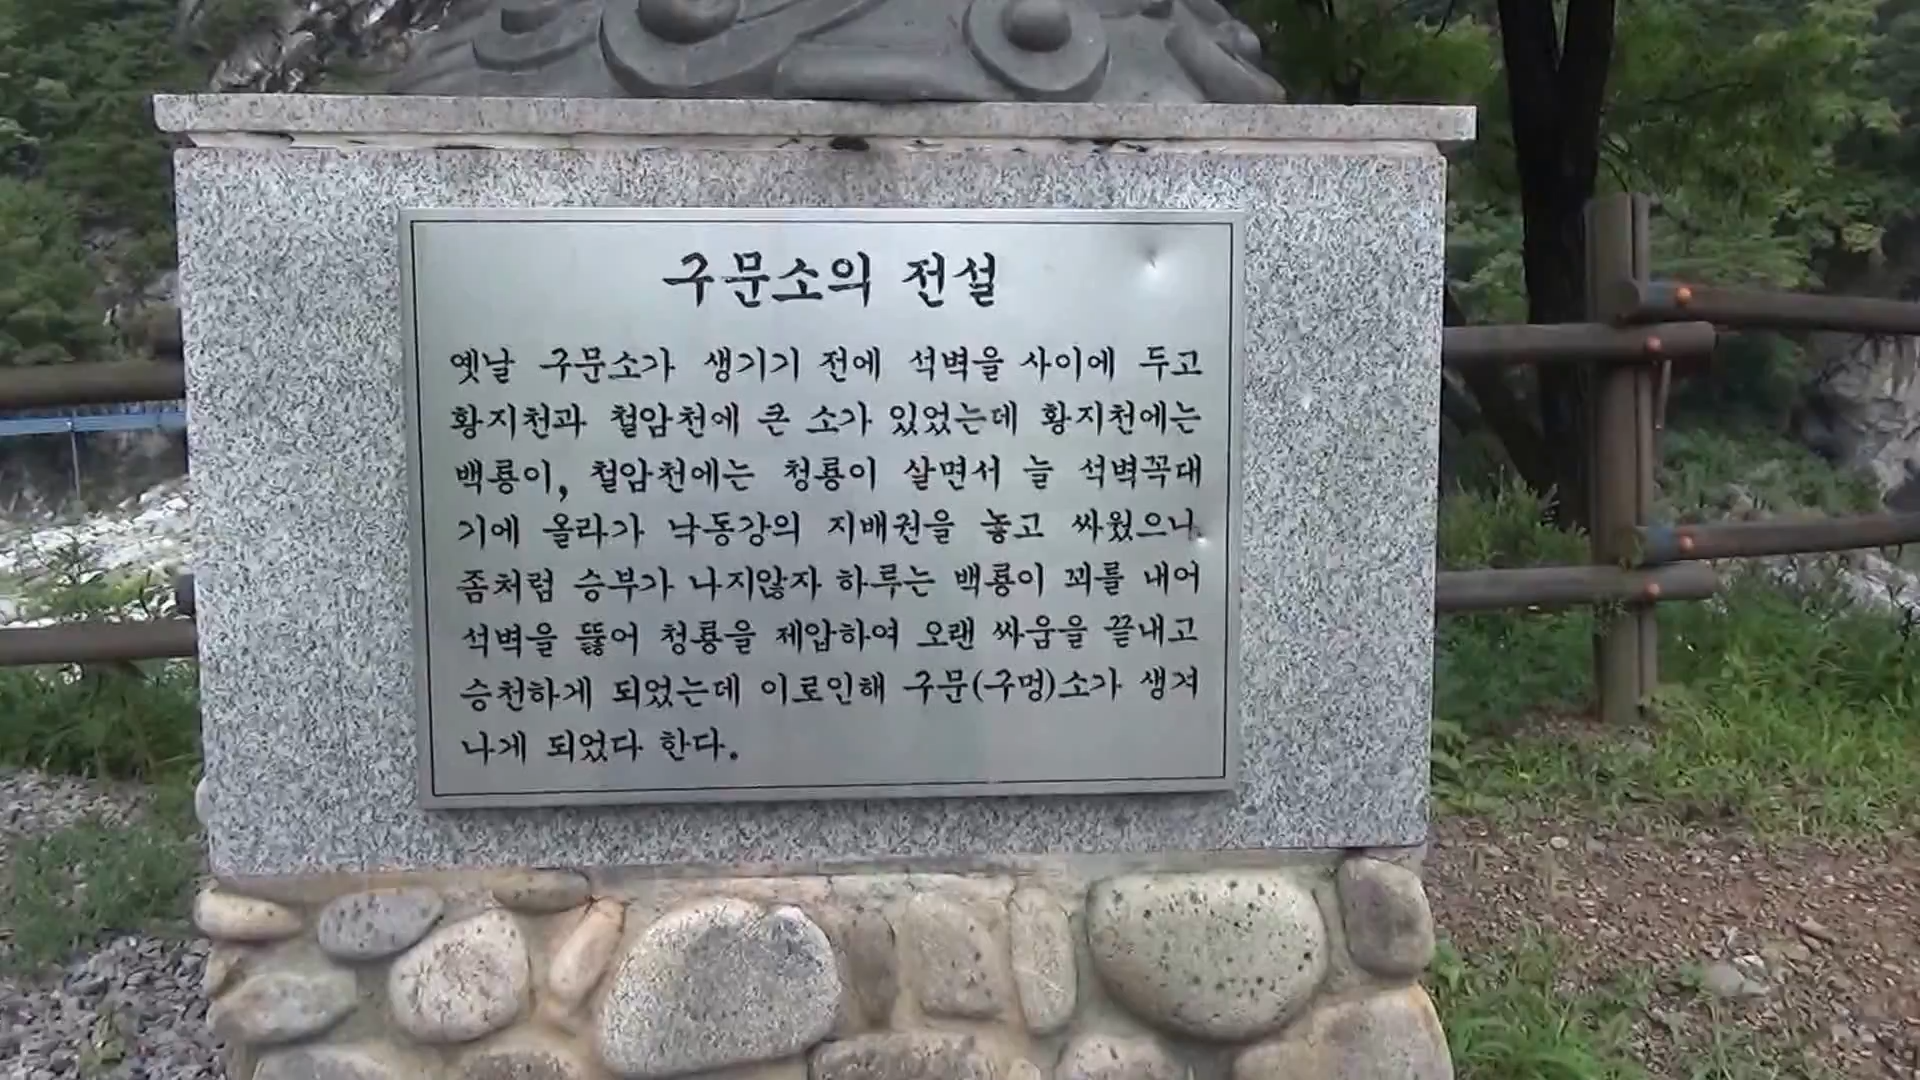 구문소의 전설
옛날 구문소가 생기기 전에 석벽을 사이에 두고
황지천과 철암천에 큰 소가 있었는데 황지천에는
백룡이, 철암천에는 청룡이 살면서 늘 석벽꼭대
기에 올라가 낙동강의 지배권을 놓고 싸웠으나
좀처럼 승부가 나지않자 하루는 백룡이 꾀를 내어
석벽을 뚫어 청룡을 제압하여 오랜 싸움을 끝내고
승천하게 되었는데 이로인해 구문(구멍)소가 생겨
나게 되었다 한다.